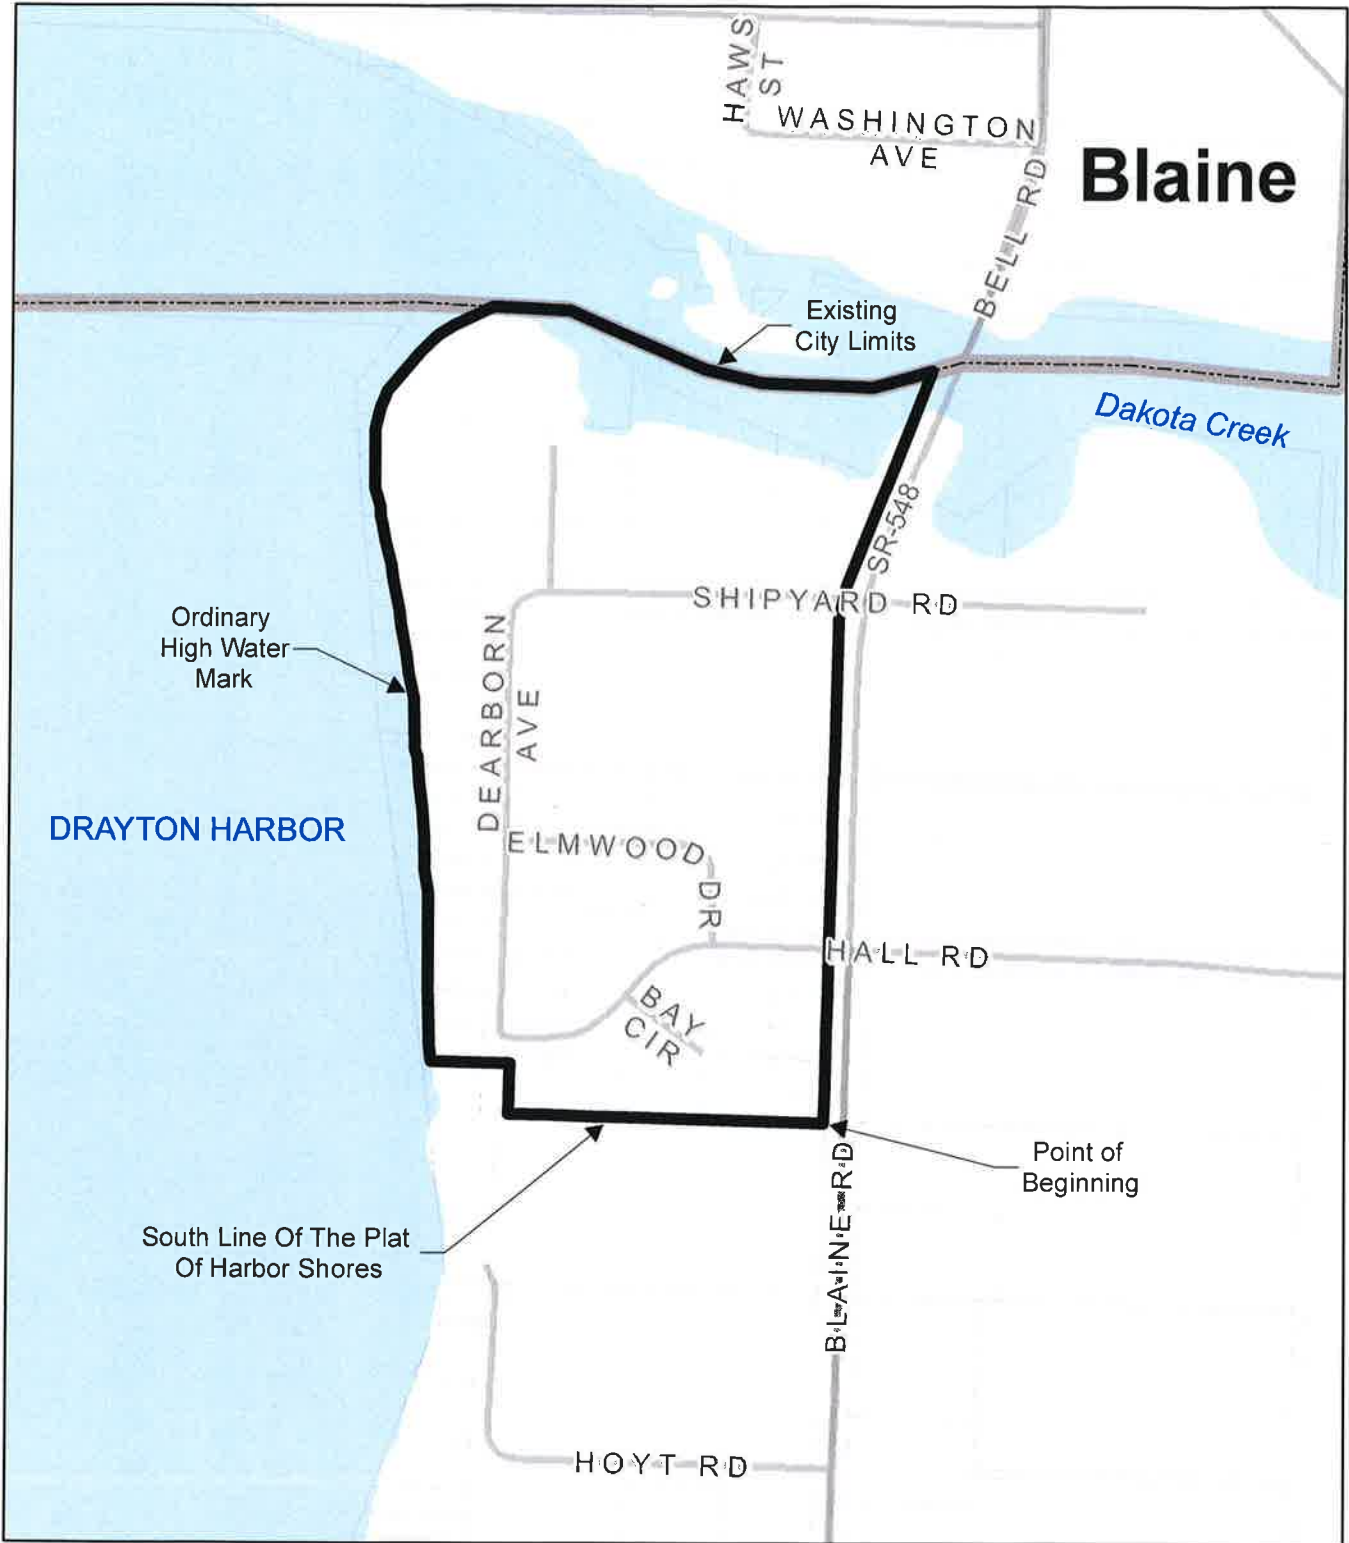 HAWS
ST
WASHINGTON
AVE
Blaine
BELL RD
Existing
City Limits
Dakota Creek
SR-548
SHIPYARD RD
Ordinary
High Water
Mark
DEARBORN
AVE
DRAYTON HARBOR
ELMWOOD
DR
HALL RD
BAY
CIR
Point of
Beginning
BLAINE RD
South Line Of The Plat
Of Harbor Shores
HOYT RD